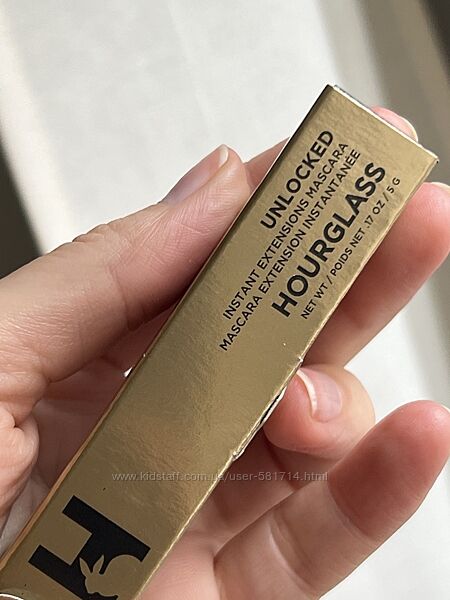 UNLOCKED
INSTANT EXTENSIONS MASCARA
MASCARA EXTENSION INSTANTANÉE
HOURGLASS
NET WT / POIDS NET .17 OZ / 5 G
www.kidstaff.com.ua/user-581714.html
H